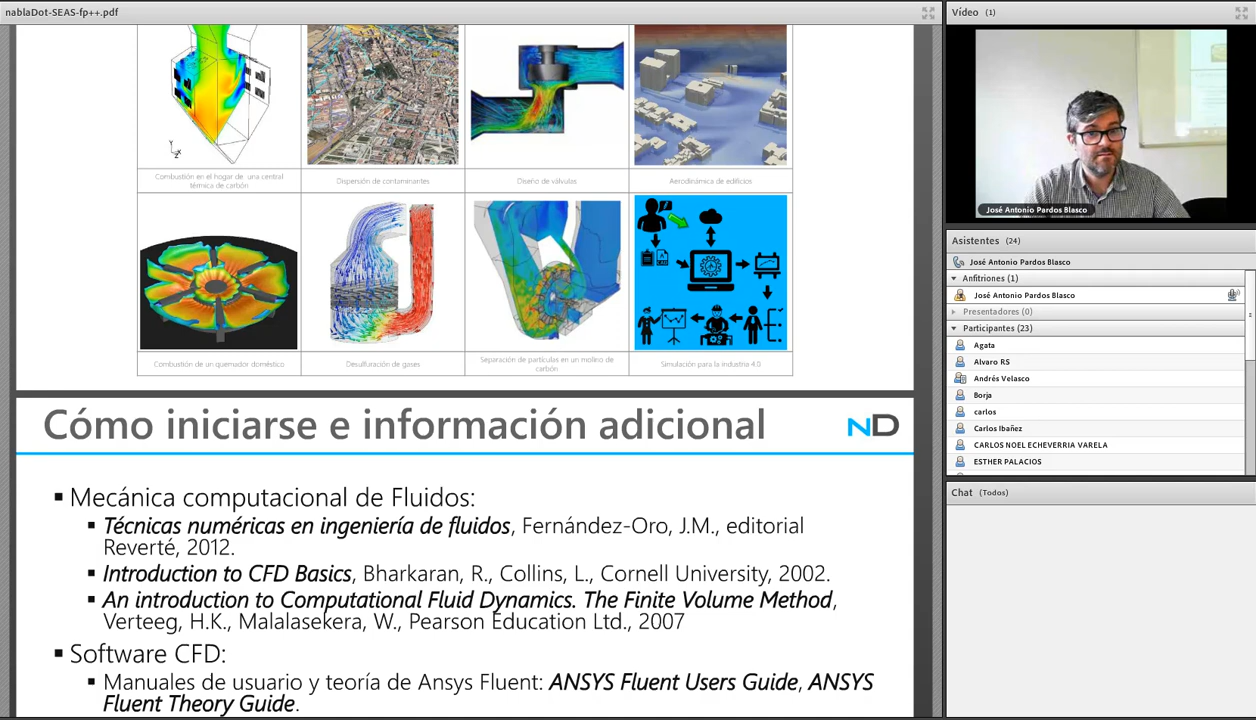 nablaDot-SEAS-fp++.pdf
Combustión en el hogar de una central
térmica de carbón
Dispersión de contaminantes
Diseño de válvulas
Aerodinámica de edificios
Combustión de un quemador doméstico
Desulfuración de gases
Separación de partículas en un molino de
carbón
Simulación para la industria 4.0
Cómo iniciarse e información adicional
ND
▪ Mecánica computacional de Fluidos:
▪ Técnicas numéricas en ingeniería de fluidos, Fernández-Oro, J.M., editorial
Reverté, 2012.
▪ Introduction to CFD Basics, Bharkaran, R., Collins, L., Cornell University, 2002.
▪ An introduction to Computational Fluid Dynamics. The Finite Volume Method,
Verteeg, H.K., Malalasekera, W., Pearson Education Ltd., 2007
▪ Software CFD:
▪ Manuales de usuario y teoría de Ansys Fluent: ANSYS Fluent Users Guide, ANSYS
Fluent Theory Guide.
Vídeo (1)
José Antonio Pardos Blasco
Asistentes (24)
José Antonio Pardos Blasco
Anfitriones (1)
José Antonio Pardos Blasco
Presentadores (0)
Participantes (23)
Agata
Alvaro RS
Andrés Velasco
Borja
carlos
Carlos Ibañez
CARLOS NOEL ECHEVERRIA VARELA
ESTHER PALACIOS
Chat (Todos)